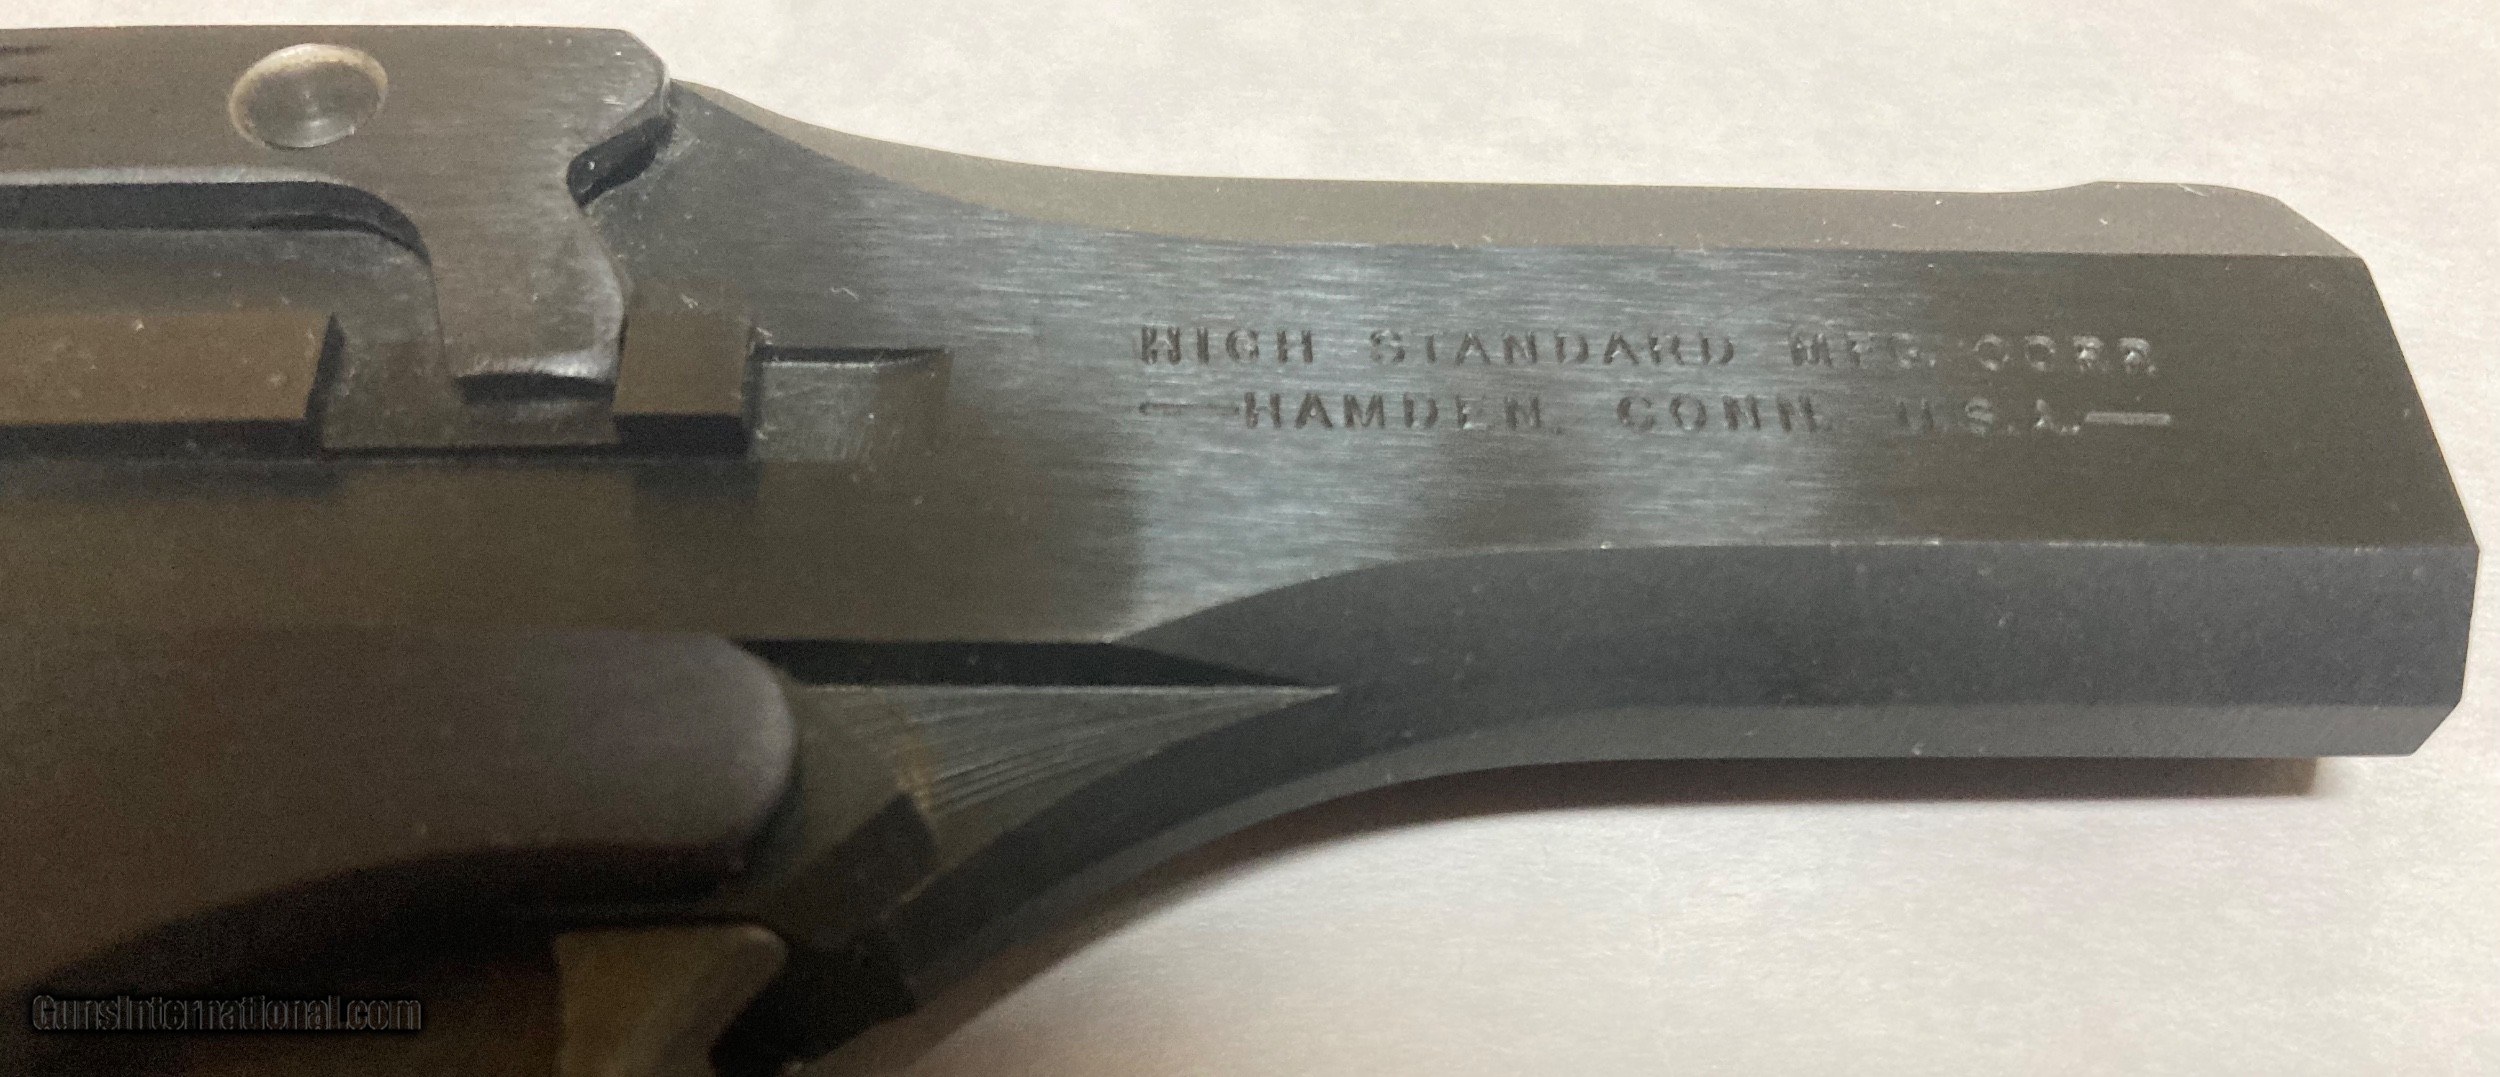 HIGH STANDARD MFG. CORP.
—HAMDEN, CONN. U.S.A.—
GunsInternational.com